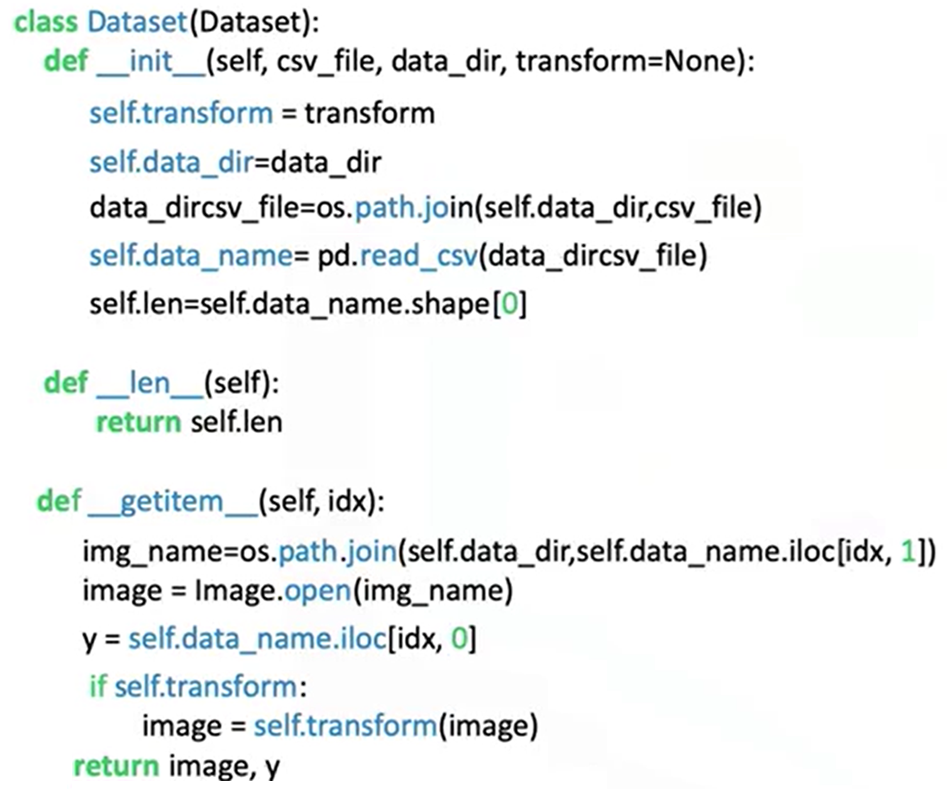 class Dataset(Dataset):
def __init__(self, csv_file, data_dir, transform=None):
self.transform = transform
self.data_dir=data_dir
data_dircsv_file=os.path.join(self.data_dir,csv_file)
self.data_name= pd.read_csv(data_dircsv_file)
self.len=self.data_name.shape[0]
def __len__(self):
return self.len
def __getitem__(self, idx):
img_name=os.path.join(self.data_dir,self.data_name.iloc[idx, 1])
image = Image.open(img_name)
y = self.data_name.iloc[idx, 0]
if self.transform:
image = self.transform(image)
return image, y